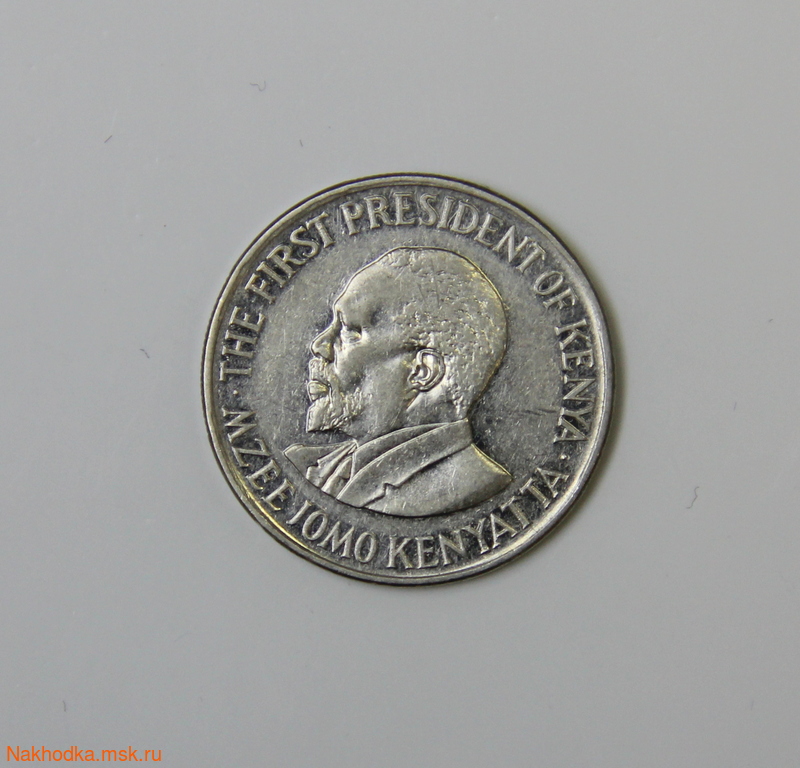 · THE FIRST PRESIDENT OF KENYA ·
MZEE JOMO KENYATTA
Nakhodka.msk.ru